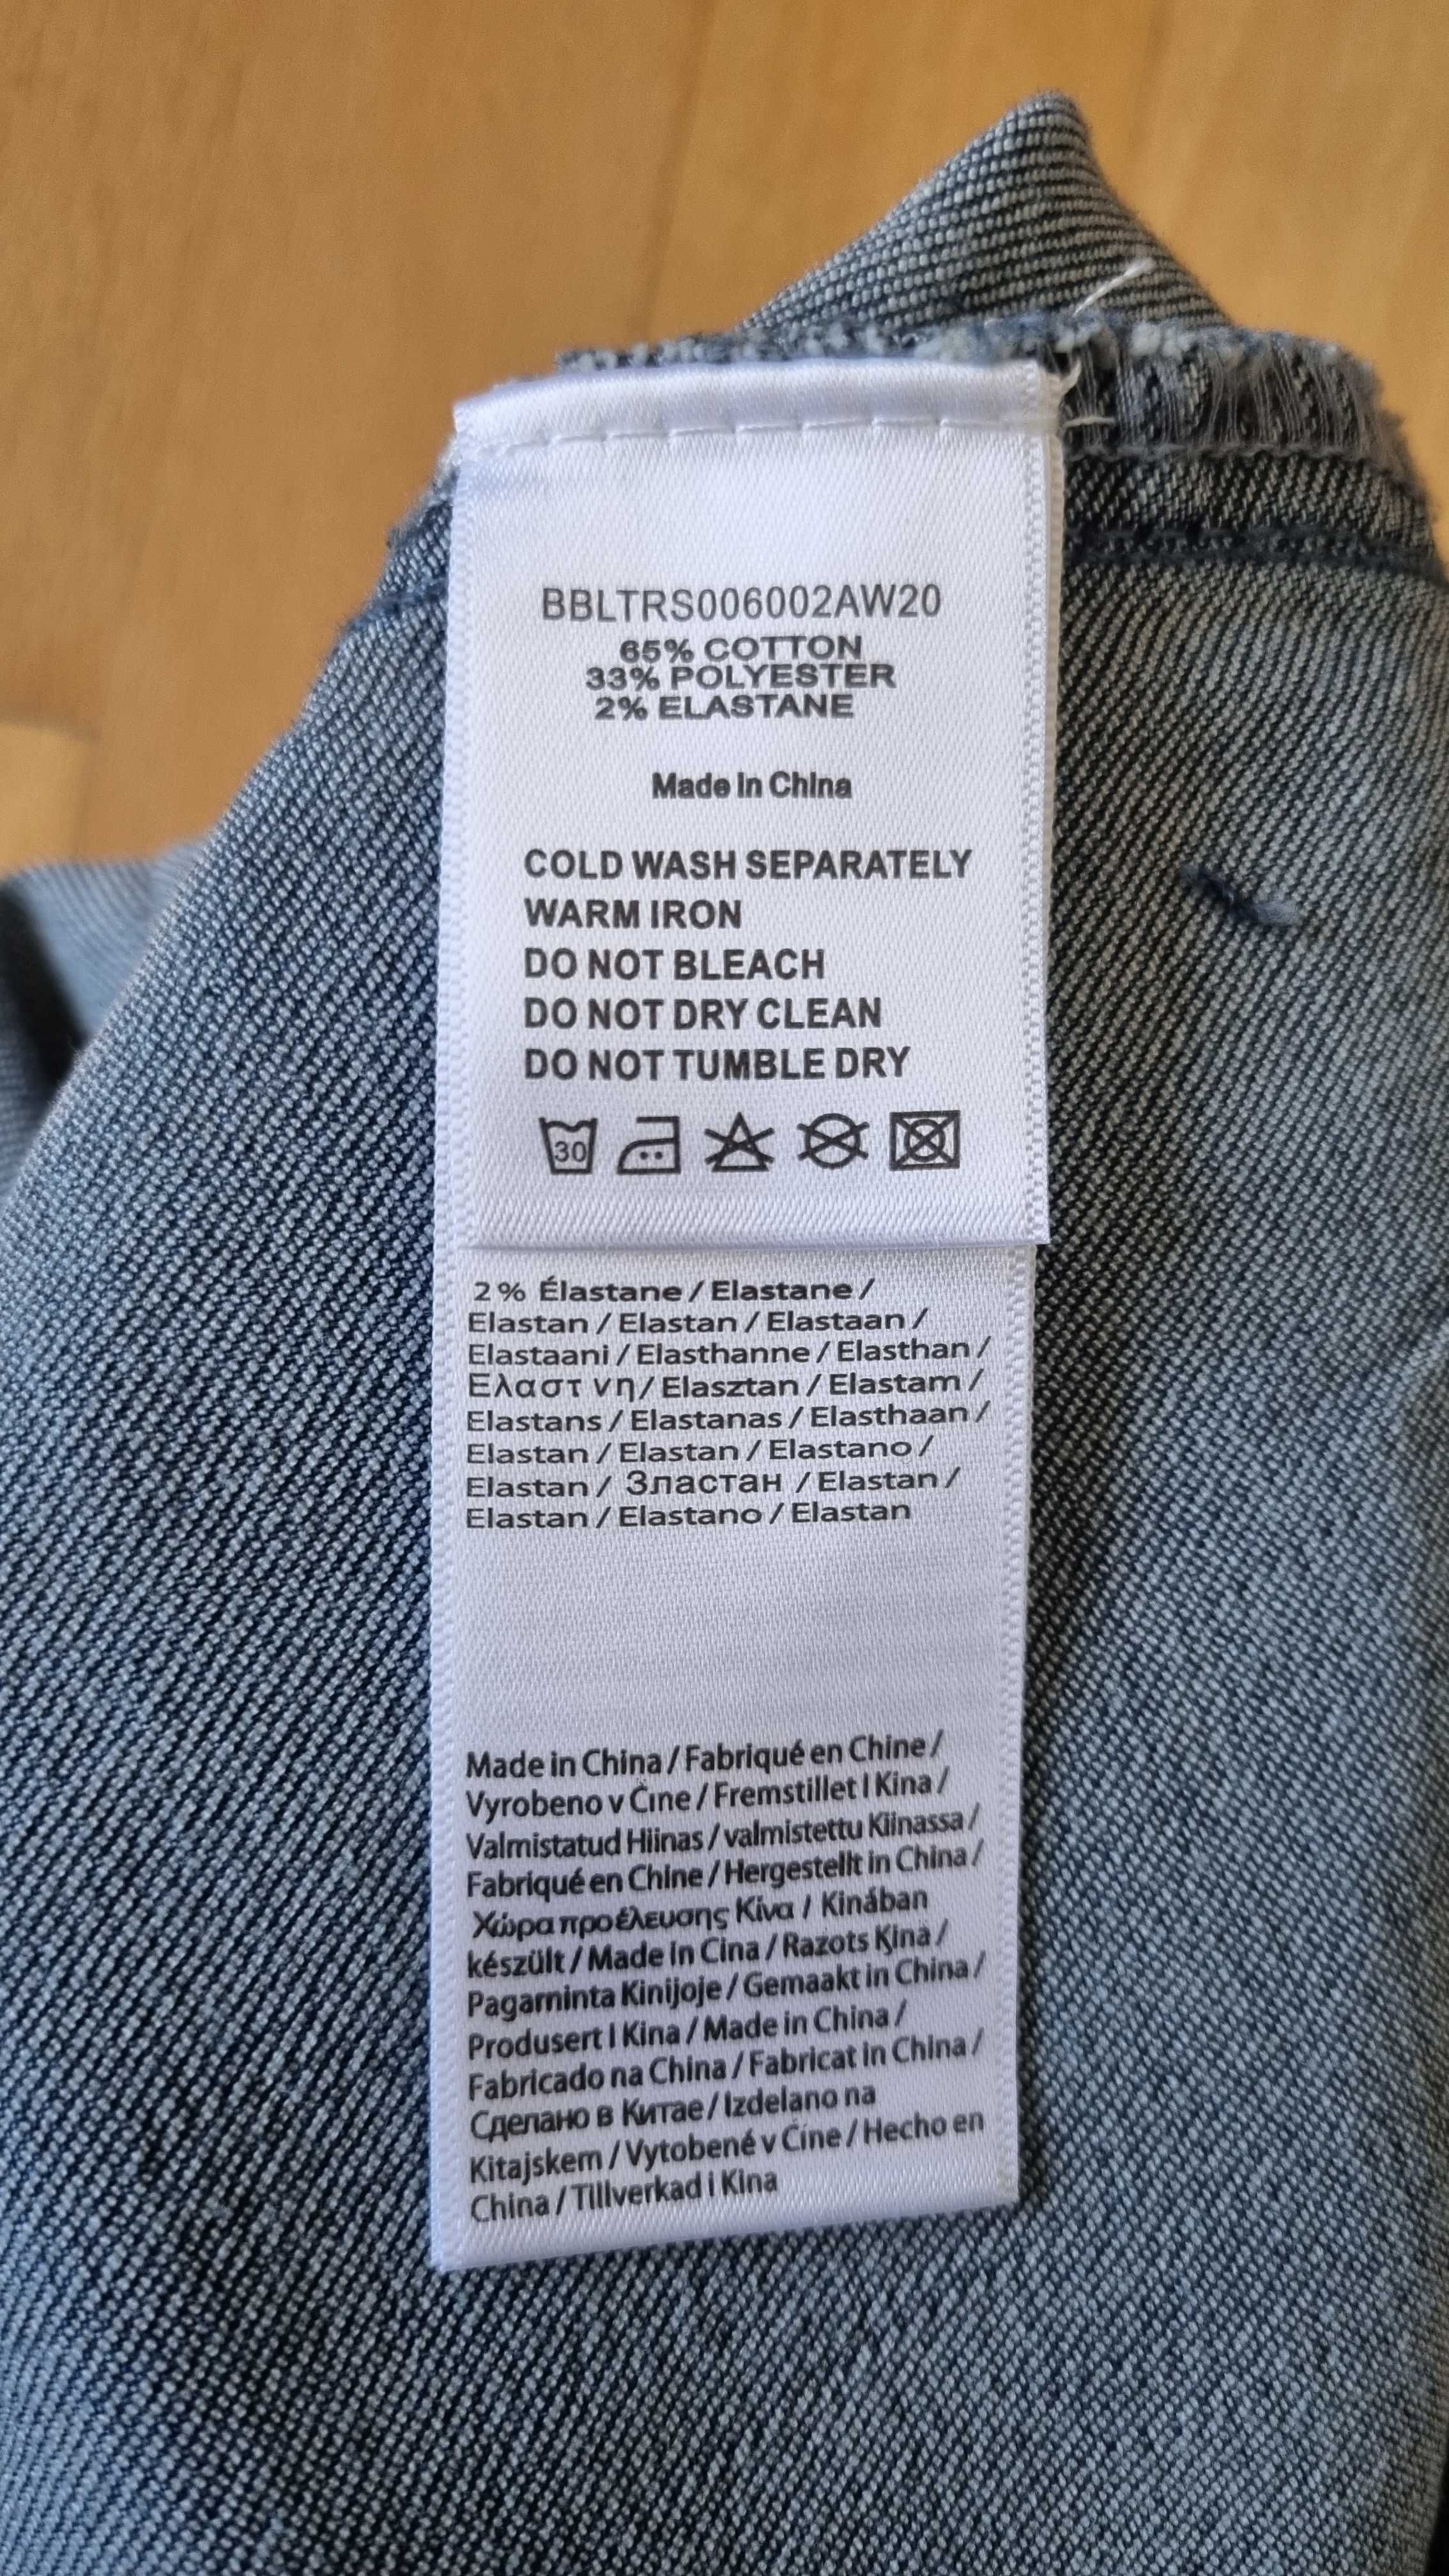 BBLTRS006002AW20
65% COTTON
33% POLYESTER
2% ELASTANE
Made in China
COLD WASH SEPARATELY
WARM IRON
DO NOT BLEACH
DO NOT DRY CLEAN
DO NOT TUMBLE DRY
30
2% Élastane / Elastane /
Elastan / Elastan / Elastaan /
Elastaani / Elasthanne / Elasthan /
Ελαστ νη / Elasztan / Elastam /
Elastans / Elastanas / Elasthaan /
Elastan / Elastan / Elastano /
Elastan / Зластан / Elastan /
Elastan / Elastano / Elastan
Made in China / Fabriqué en Chine /
Vyrobeno v Číne / Fremstillet I Kina /
Valmistatud Hiinas / valmistettu Kiinassa /
Fabriqué en Chine / Hergestellt in China /
Χώρα προέλευσης Κίνα / Kinában
készült / Made in Cina / Razots Ķīna /
Pagaminta Kinijoje / Gemaakt in China /
Produsert I Kina / Made in China /
Fabricado na China / Fabricat in China /
Сделано в Китае / Izdelano na
Kitajskem / Vytobené v Číne / Hecho en
China / Tillverkad i Kina